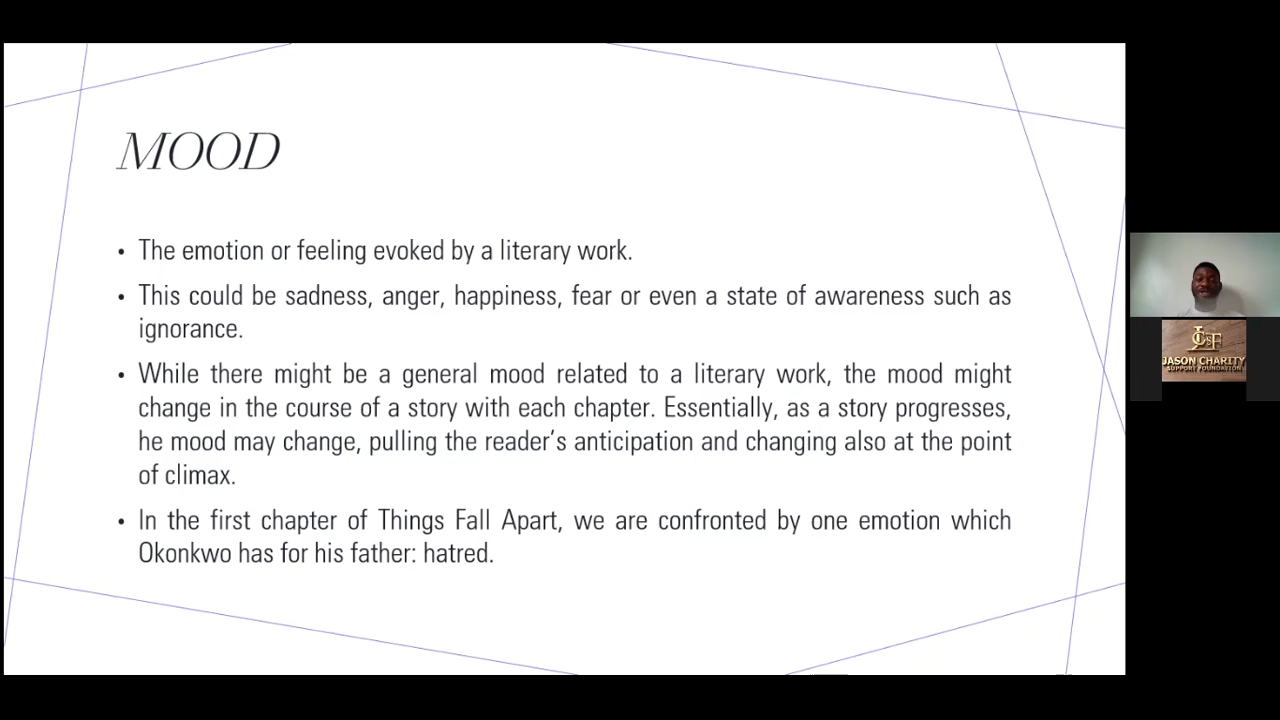 MOOD
• The emotion or feeling evoked by a literary work.
• This could be sadness, anger, happiness, fear or even a state of awareness such as
ignorance.
• While there might be a general mood related to a literary work, the mood might
change in the course of a story with each chapter. Essentially, as a story progresses,
he mood may change, pulling the reader’s anticipation and changing also at the point
of climax.
• In the first chapter of Things Fall Apart, we are confronted by one emotion which
Okonkwo has for his father: hatred.
JCSF
JASON CHARITY
SUPPORT FOUNDATION